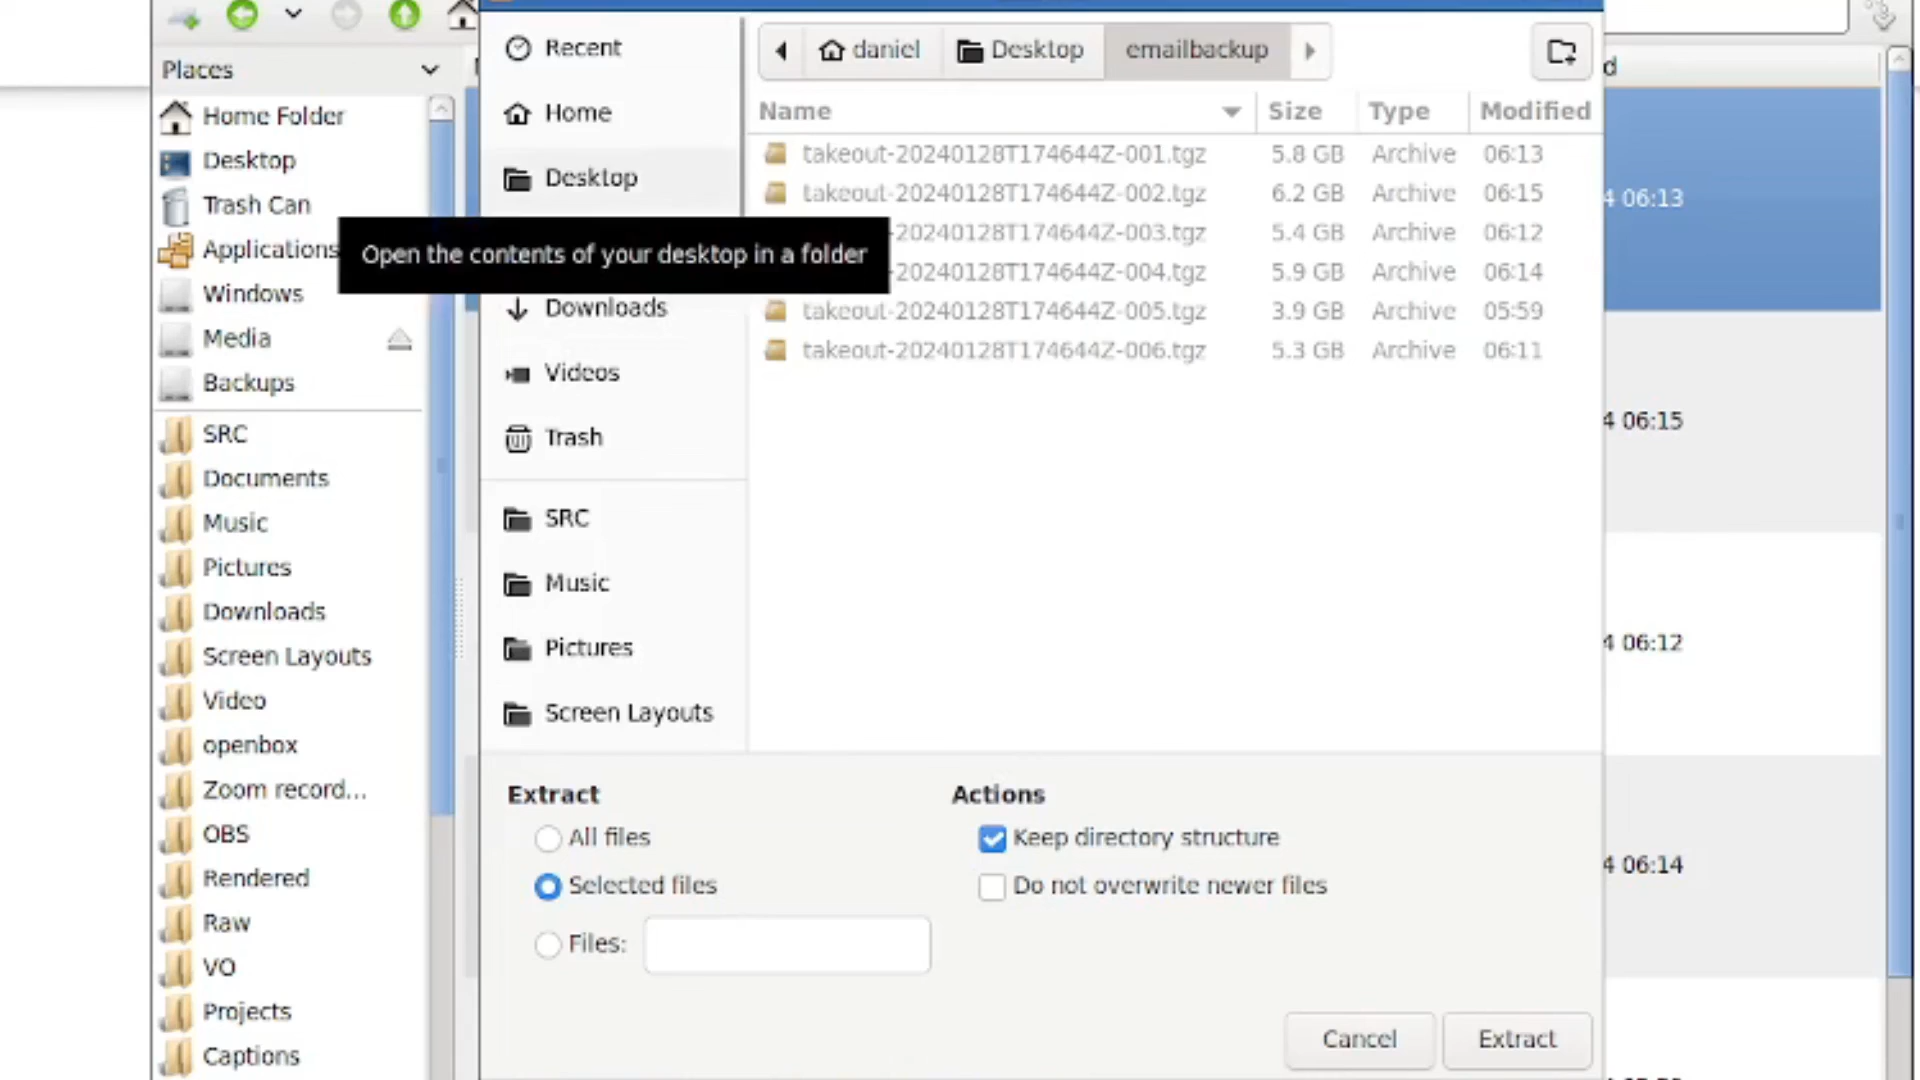 Places
Home Folder
Desktop
Trash Can
Applications
Windows
Media
Backups
SRC
Documents
Music
Pictures
Downloads
Screen Layouts
Video
openbox
Zoom record...
OBS
Rendered
Raw
VO
Projects
Captions
Recent
Home
Desktop
Open the contents of your desktop in a folder
Downloads
Videos
Trash
SRC
Music
Pictures
Screen Layouts
daniel Desktop emailbackup
Name Size Type Modified
takeout-20240128T174644Z-001.tgz 5.8 GB Archive 06:13
takeout-20240128T174644Z-002.tgz 6.2 GB Archive 06:15
-20240128T174644Z-003.tgz 5.4 GB Archive 06:12
-20240128T174644Z-004.tgz 5.9 GB Archive 06:14
takeout-20240128T174644Z-005.tgz 3.9 GB Archive 05:59
takeout-20240128T174644Z-006.tgz 5.3 GB Archive 06:11
Extract
All files
Selected files
Files:
Actions
Keep directory structure
Do not overwrite newer files
Cancel Extract
d
4 06:13
4 06:15
4 06:12
4 06:14